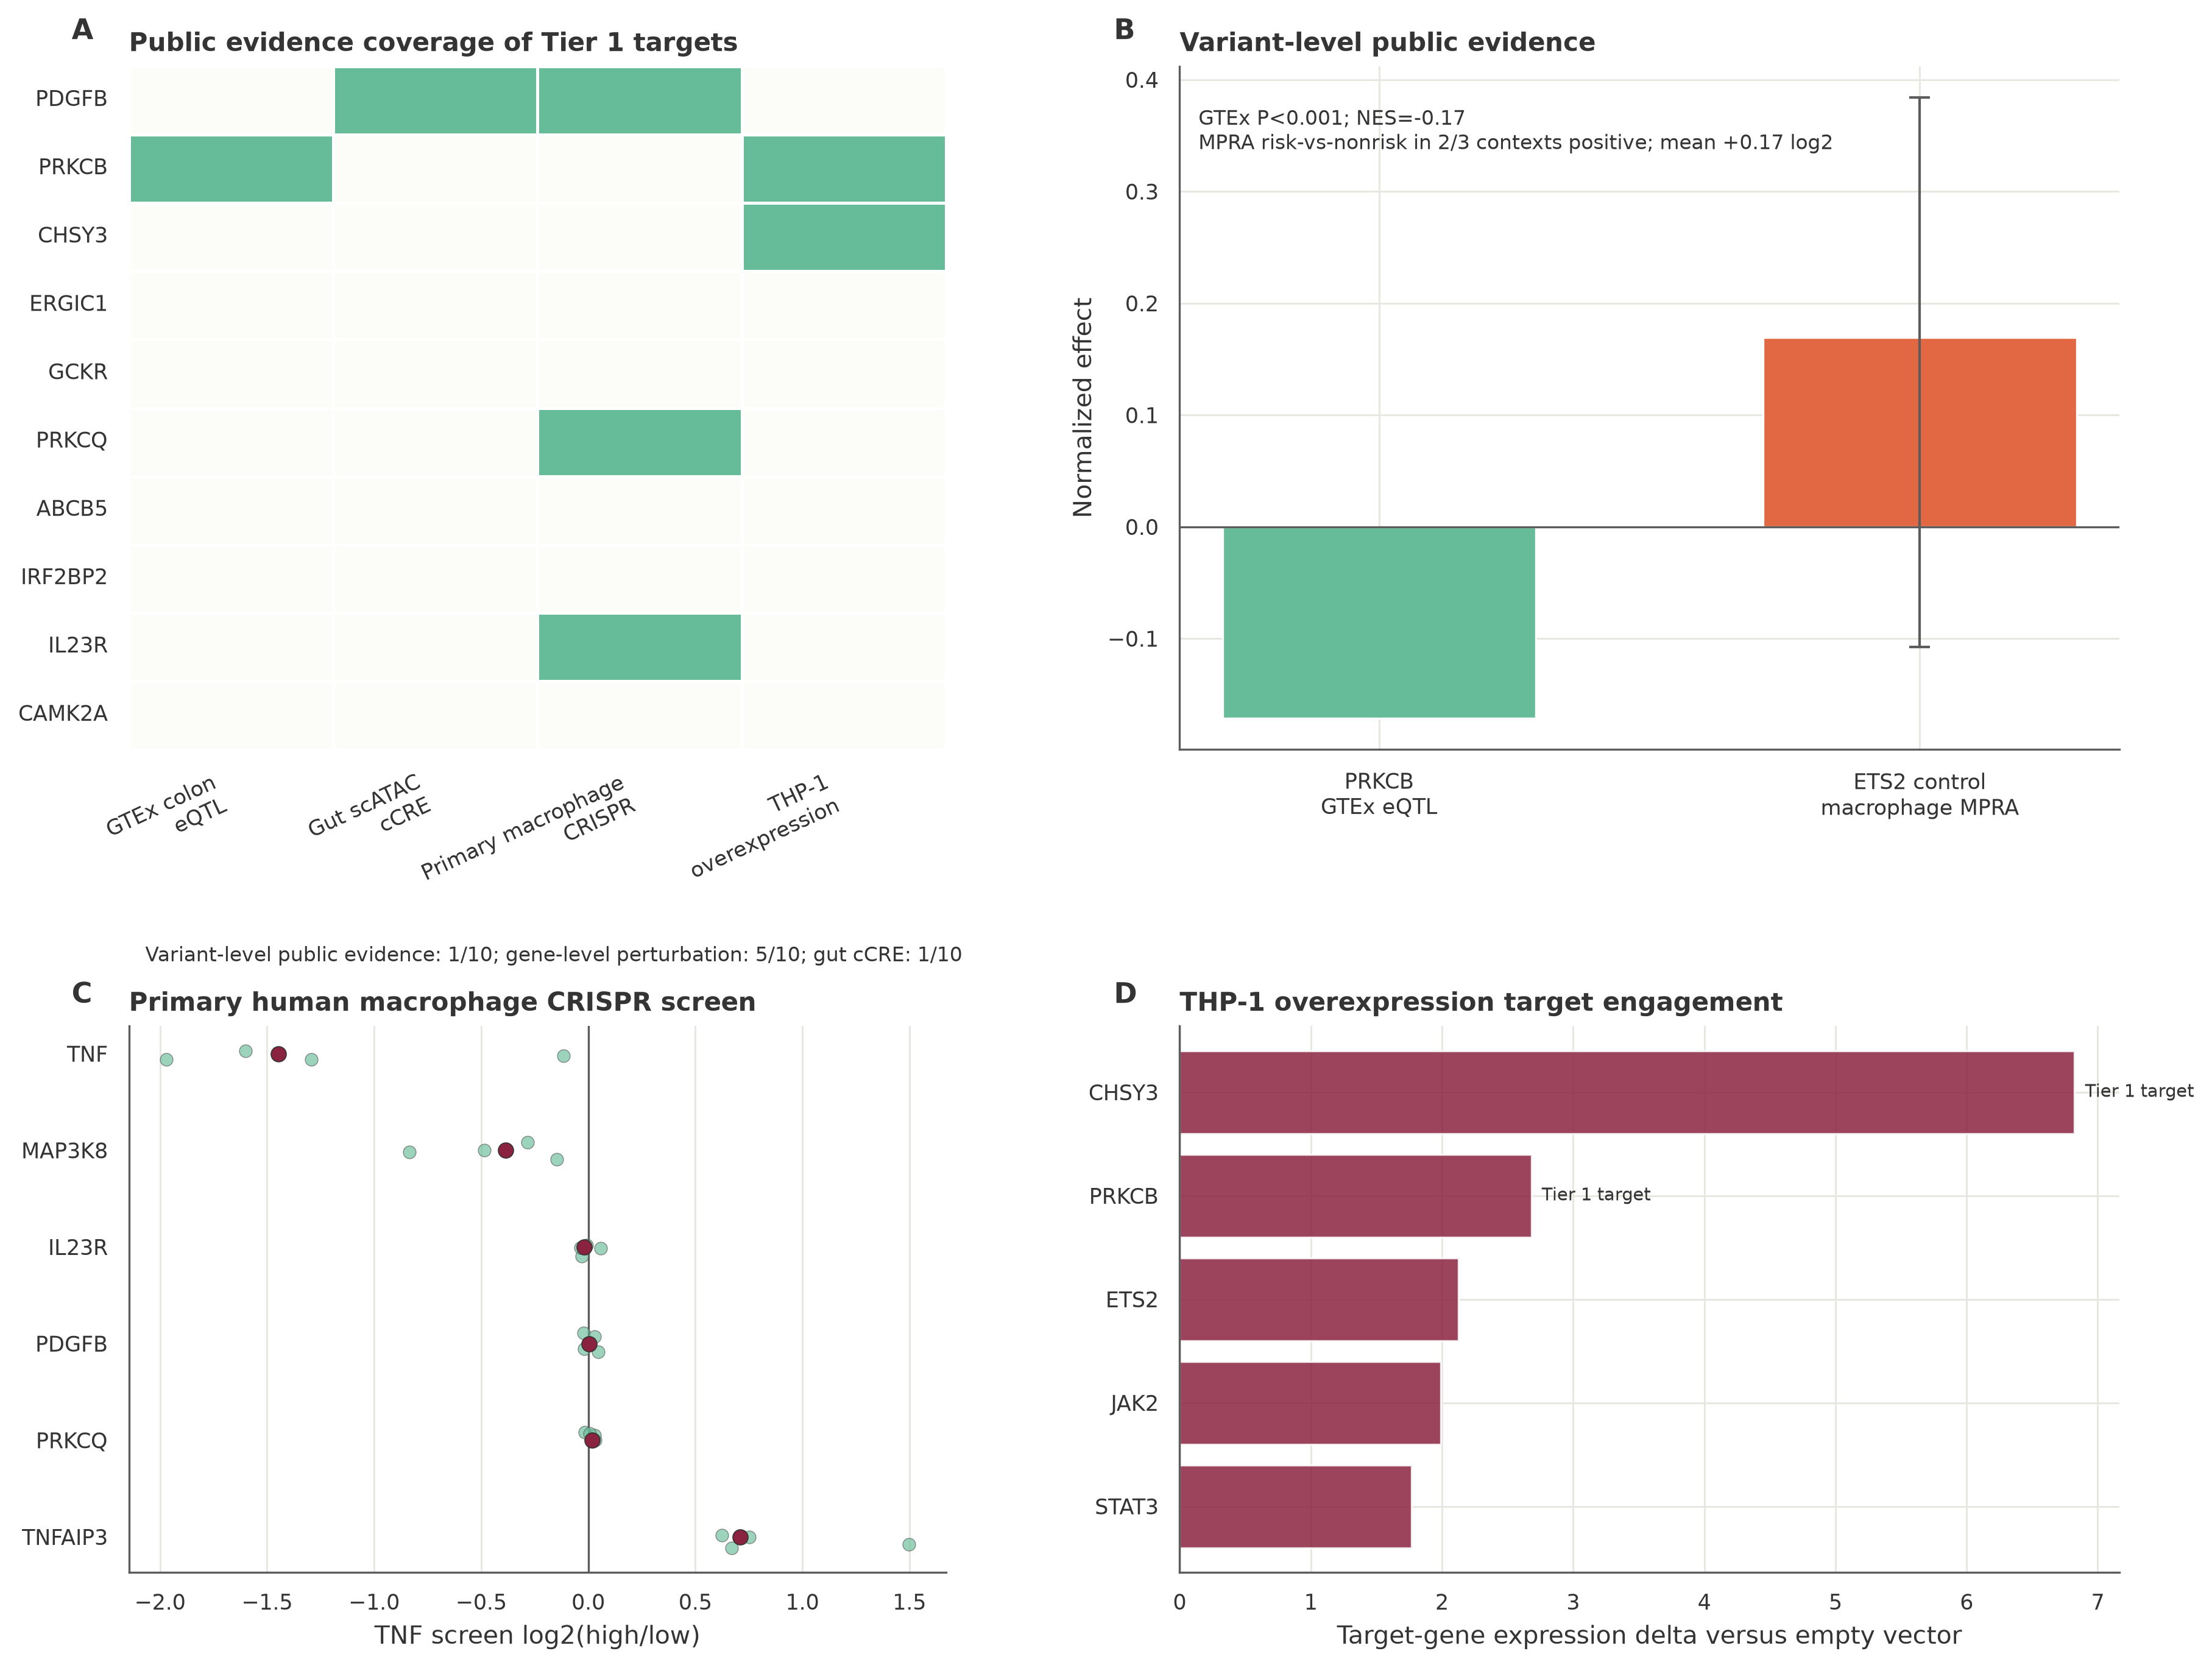 A
Public evidence coverage of Tier 1 targets
PDGFB
PRKCB
CHSY3
ERGIC1
GCKR
PRKCQ
ABCB5
IRF2BP2
IL23R
CAMK2A
GTEx colon
eQTL
Gut scATAC
cCRE
Primary macrophage
CRISPR
THP-1
overexpression
Variant-level public evidence: 1/10; gene-level perturbation: 5/10; gut cCRE: 1/10
B
Variant-level public evidence
GTEx P<0.001; NES=-0.17
MPRA risk-vs-nonrisk in 2/3 contexts positive; mean +0.17 log2
Normalized effect
0.4
0.3
0.2
0.1
0.0
−0.1
PRKCB
GTEx eQTL
ETS2 control
macrophage MPRA
C
Primary human macrophage CRISPR screen
TNF
MAP3K8
IL23R
PDGFB
PRKCQ
TNFAIP3
−2.0 −1.5 −1.0 −0.5 0.0 0.5 1.0 1.5
TNF screen log2(high/low)
D
THP-1 overexpression target engagement
CHSY3
Tier 1 target
PRKCB
Tier 1 target
ETS2
JAK2
STAT3
0 1 2 3 4 5 6 7
Target-gene expression delta versus empty vector